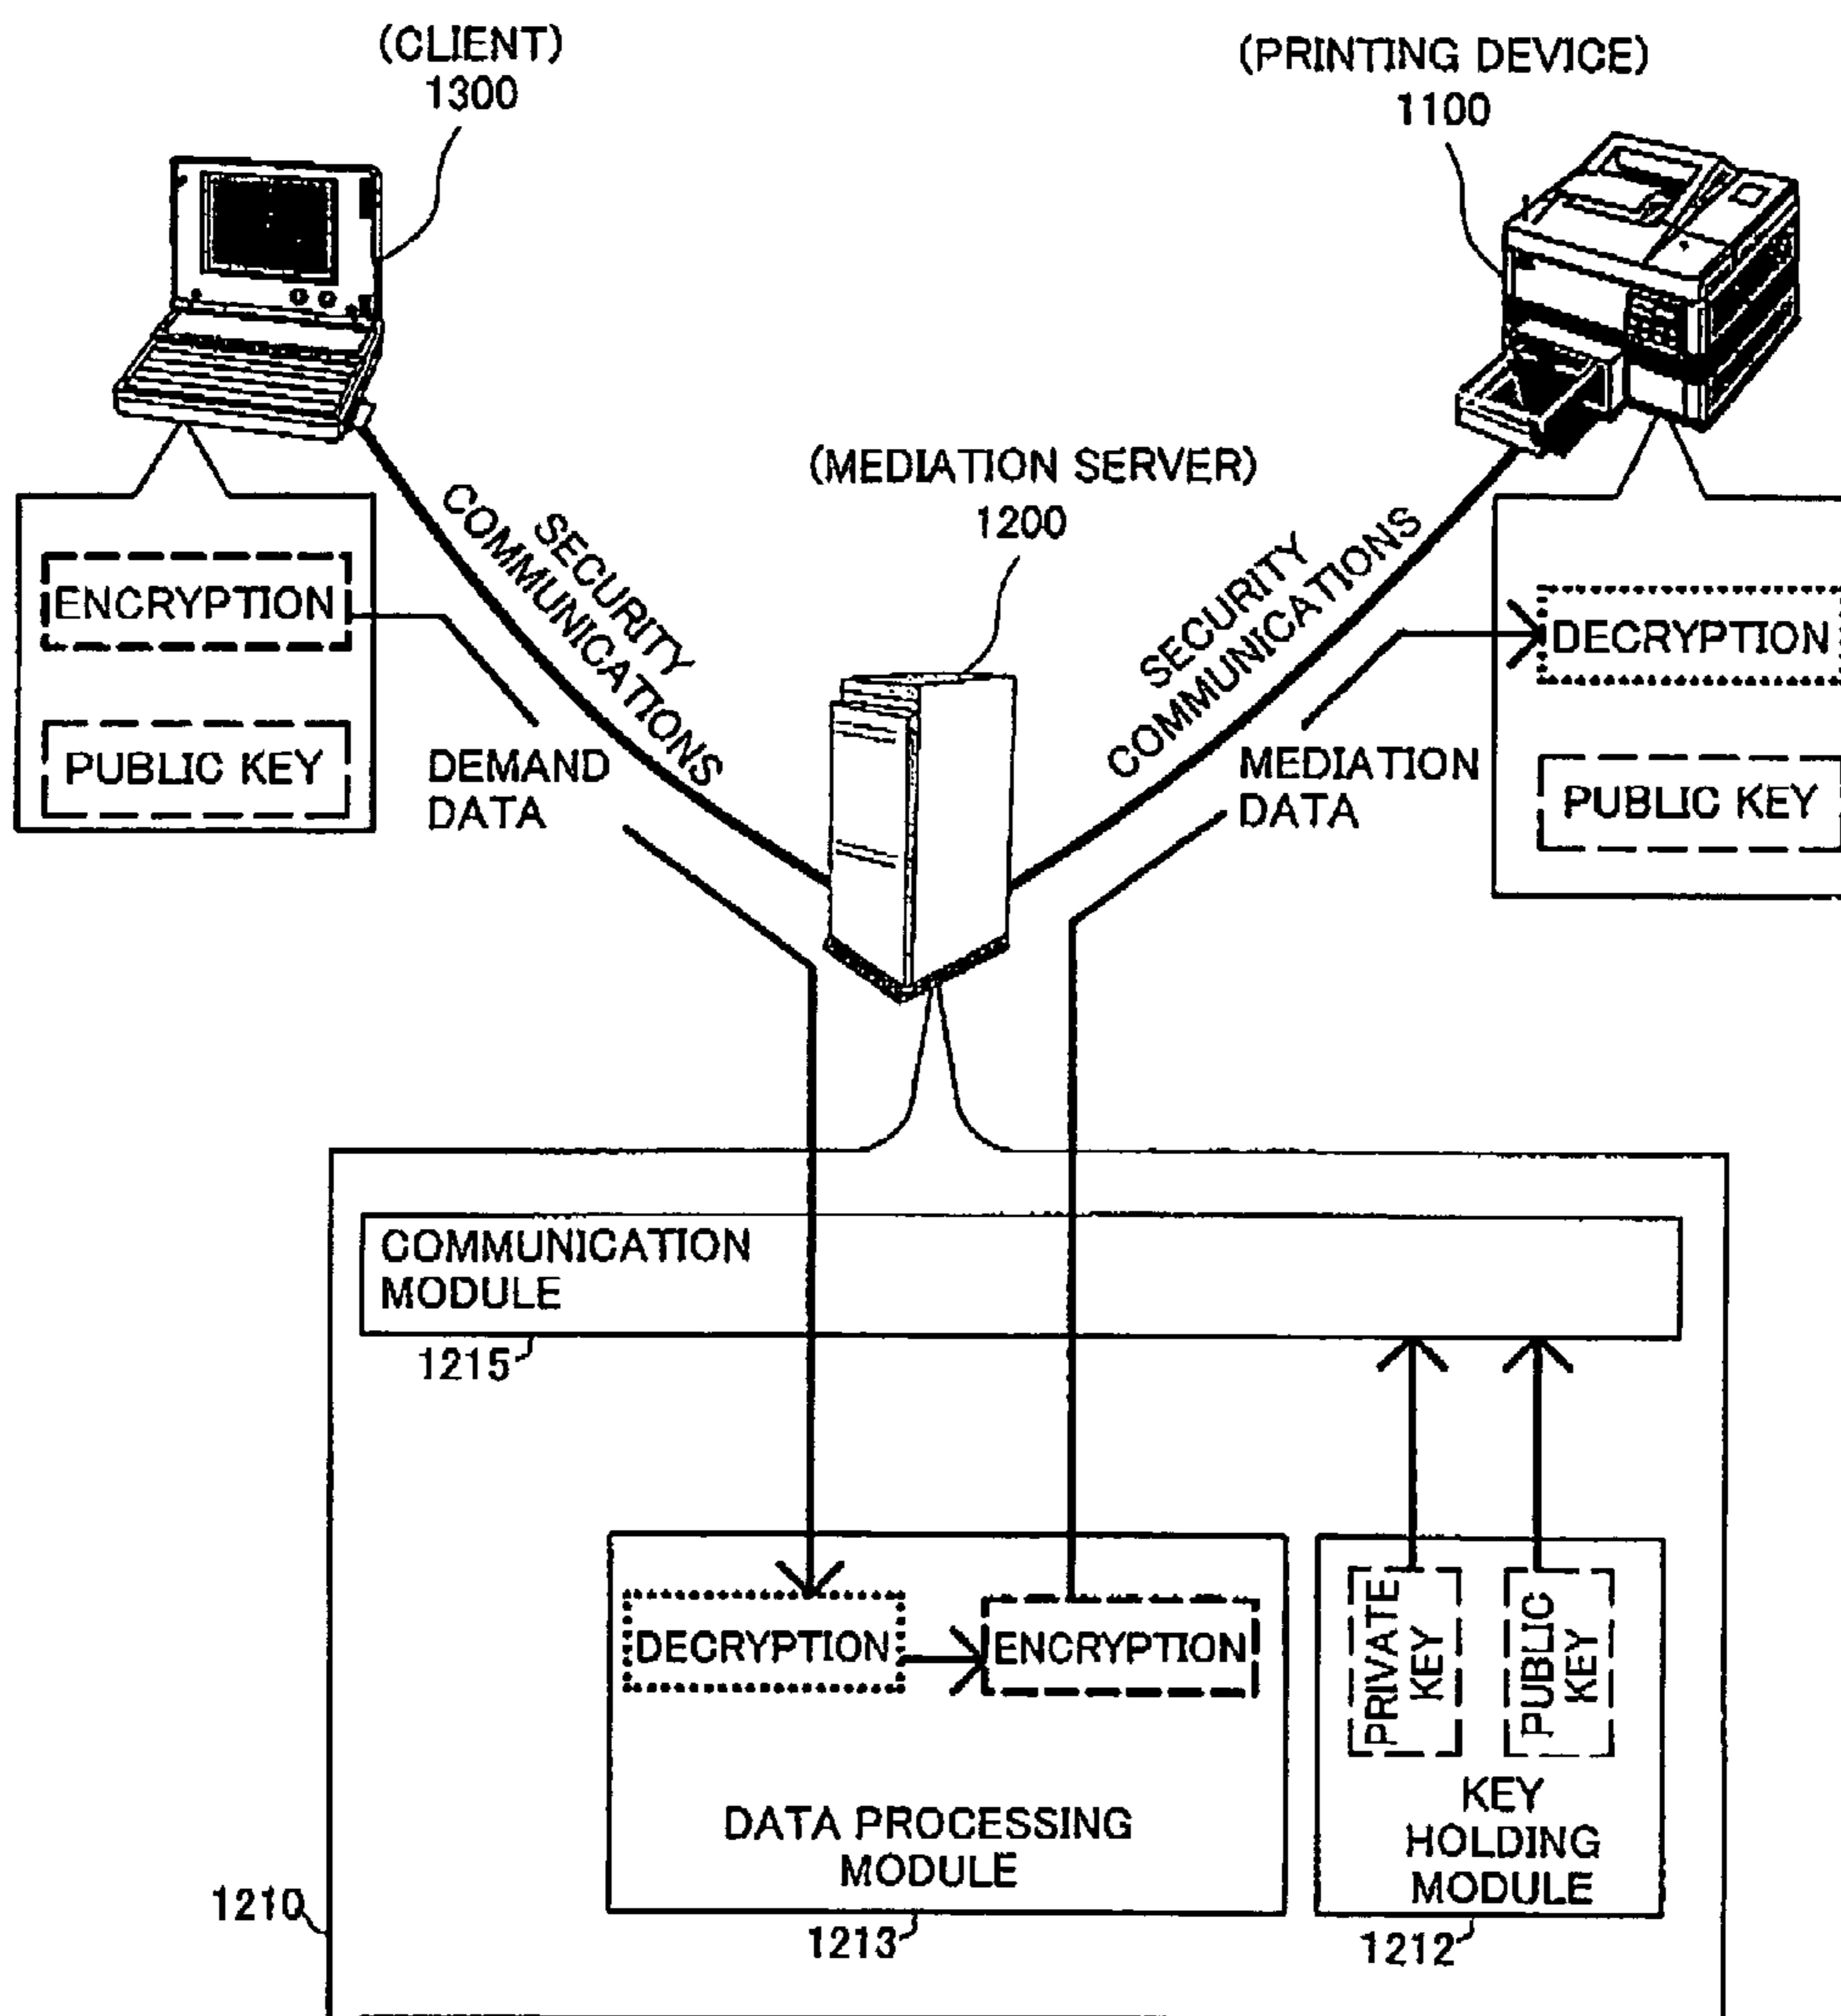 (CLIENT)
1300
(PRINTING DEVICE)
1100
(MEDIATION SERVER)
1200
SECURITY
COMMUNICATIONS
SECURITY
COMMUNICATIONS
ENCRYPTION
PUBLIC KEY
DEMAND
DATA
MEDIATION
DATA
DECRYPTION
PUBLIC KEY
COMMUNICATION
MODULE
1215
DECRYPTION
ENCRYPTION
DATA PROCESSING
MODULE
1213
PRIVATE
KEY
PUBLIC
KEY
KEY
HOLDING
MODULE
1212
1210